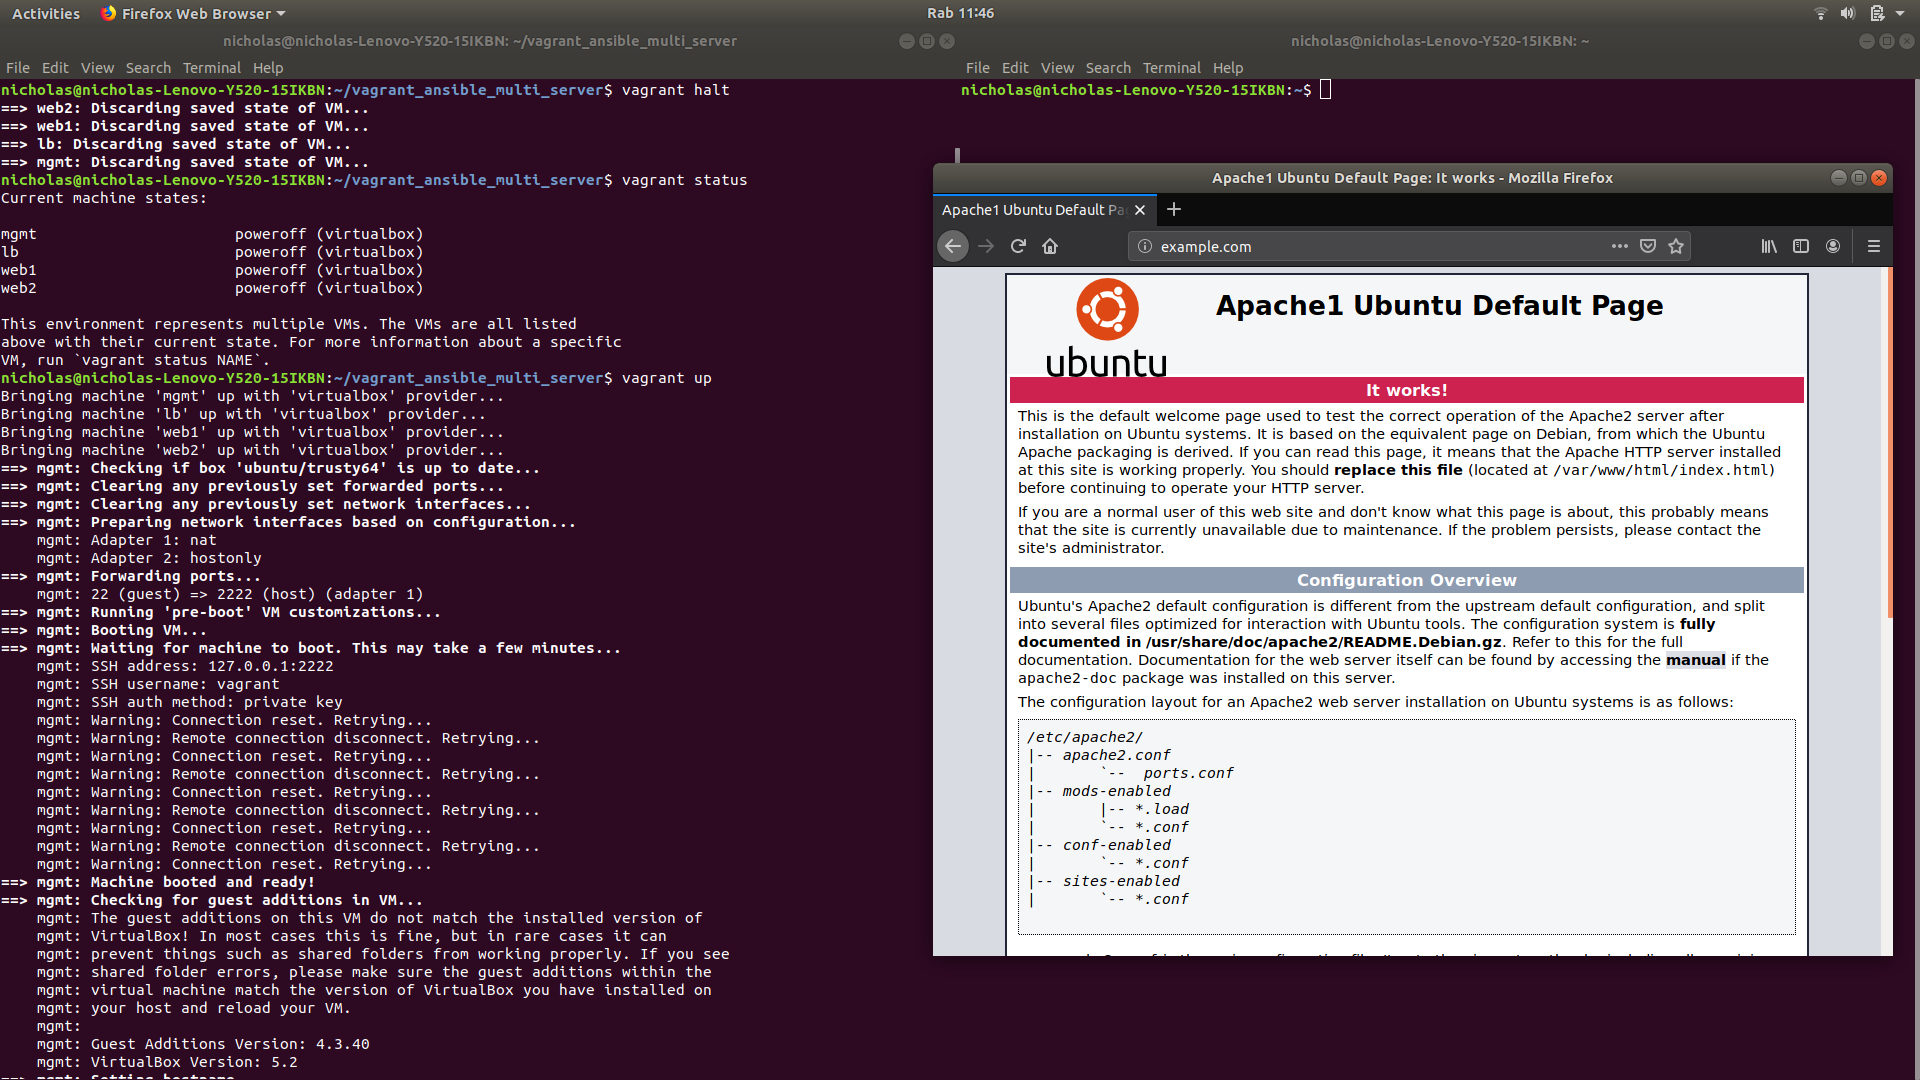 Activities Firefox Web Browser Rab 11:46
nicholas@nicholas-Lenovo-Y520-15IKBN: ~/vagrant_ansible_multi_server
File Edit View Search Terminal Help
nicholas@nicholas-Lenovo-Y520-15IKBN:~/vagrant_ansible_multi_server$ vagrant halt
==> web2: Discarding saved state of VM...
==> web1: Discarding saved state of VM...
==> lb: Discarding saved state of VM...
==> mgmt: Discarding saved state of VM...
nicholas@nicholas-Lenovo-Y520-15IKBN:~/vagrant_ansible_multi_server$ vagrant status
Current machine states:
mgmt poweroff (virtualbox)
lb poweroff (virtualbox)
web1 poweroff (virtualbox)
web2 poweroff (virtualbox)
This environment represents multiple VMs. The VMs are all listed
above with their current state. For more information about a specific
VM, run `vagrant status NAME`.
nicholas@nicholas-Lenovo-Y520-15IKBN:~/vagrant_ansible_multi_server$ vagrant up
Bringing machine 'mgmt' up with 'virtualbox' provider...
Bringing machine 'lb' up with 'virtualbox' provider...
Bringing machine 'web1' up with 'virtualbox' provider...
Bringing machine 'web2' up with 'virtualbox' provider...
==> mgmt: Checking if box 'ubuntu/trusty64' is up to date...
==> mgmt: Clearing any previously set forwarded ports...
==> mgmt: Clearing any previously set network interfaces...
==> mgmt: Preparing network interfaces based on configuration...
mgmt: Adapter 1: nat
mgmt: Adapter 2: hostonly
==> mgmt: Forwarding ports...
mgmt: 22 (guest) => 2222 (host) (adapter 1)
==> mgmt: Running 'pre-boot' VM customizations...
==> mgmt: Booting VM...
==> mgmt: Waiting for machine to boot. This may take a few minutes...
mgmt: SSH address: 127.0.0.1:2222
mgmt: SSH username: vagrant
mgmt: SSH auth method: private key
mgmt: Warning: Connection reset. Retrying...
mgmt: Warning: Remote connection disconnect. Retrying...
mgmt: Warning: Connection reset. Retrying...
mgmt: Warning: Remote connection disconnect. Retrying...
mgmt: Warning: Connection reset. Retrying...
mgmt: Warning: Remote connection disconnect. Retrying...
mgmt: Warning: Connection reset. Retrying...
mgmt: Warning: Remote connection disconnect. Retrying...
mgmt: Warning: Connection reset. Retrying...
==> mgmt: Machine booted and ready!
==> mgmt: Checking for guest additions in VM...
mgmt: The guest additions on this VM do not match the installed version of
mgmt: VirtualBox! In most cases this is fine, but in rare cases it can
mgmt: prevent things such as shared folders from working properly. If you see
mgmt: shared folder errors, please make sure the guest additions within the
mgmt: virtual machine match the version of VirtualBox you have installed on
mgmt: your host and reload your VM.
mgmt:
mgmt: Guest Additions Version: 4.3.40
mgmt: VirtualBox Version: 5.2
==> mgmt: Setting hostname
nicholas@nicholas-Lenovo-Y520-15IKBN: ~
File Edit View Search Terminal Help
nicholas@nicholas-Lenovo-Y520-15IKBN:~$
Apache1 Ubuntu Default Page: It works - Mozilla Firefox
Apache1 Ubuntu Default Pa
example.com
ubuntu
Apache1 Ubuntu Default Page
It works!
This is the default welcome page used to test the correct operation of the Apache2 server after
installation on Ubuntu systems. It is based on the equivalent page on Debian, from which the Ubuntu
Apache packaging is derived. If you can read this page, it means that the Apache HTTP server installed
at this site is working properly. You should replace this file (located at /var/www/html/index.html)
before continuing to operate your HTTP server.
If you are a normal user of this web site and don't know what this page is about, this probably means
that the site is currently unavailable due to maintenance. If the problem persists, please contact the
site's administrator.
Configuration Overview
Ubuntu's Apache2 default configuration is different from the upstream default configuration, and split
into several files optimized for interaction with Ubuntu tools. The configuration system is fully
documented in /usr/share/doc/apache2/README.Debian.gz. Refer to this for the full
documentation. Documentation for the web server itself can be found by accessing the manual if the
apache2-doc package was installed on this server.
The configuration layout for an Apache2 web server installation on Ubuntu systems is as follows:
/etc/apache2/
|-- apache2.conf
| `-- ports.conf
|-- mods-enabled
| |-- *.load
| `-- *.conf
|-- conf-enabled
| `-- *.conf
|-- sites-enabled
| `-- *.conf